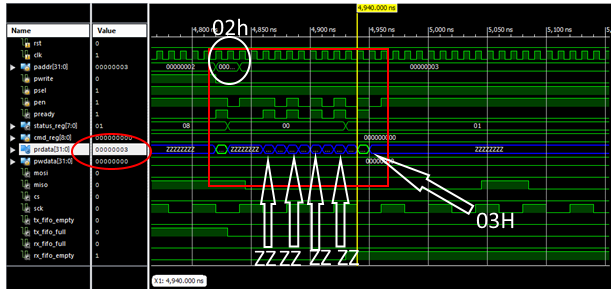 4,940.000 ns
02h
Name Value
4,800 ns 4,850 ns 4,900 ns 4,950 ns 5,000 ns 5,050 ns 5,
rst 0
clk 1
paddr[31:0] 00000003 00000002 000... 00000003
pwrite 0
psel 1
pen 1
pready 1
status_reg[7:0] 01 08 00 01
cmd_reg[8:0] 000000000 000000000
prdata[31:0] 00000003 ZZZZZZZZ ZZZZZZZZ ZZZZZZZZ
pwdata[31:0] 00000000
mosi 0
miso 0
cs 0
sck 0
03H
tx_fifo_empty 0
tx_fifo_full 0
rx_fifo_full 0
rx_fifo_empty 1
ZZ ZZ ZZ ZZ
X1: 4,940.000 ns